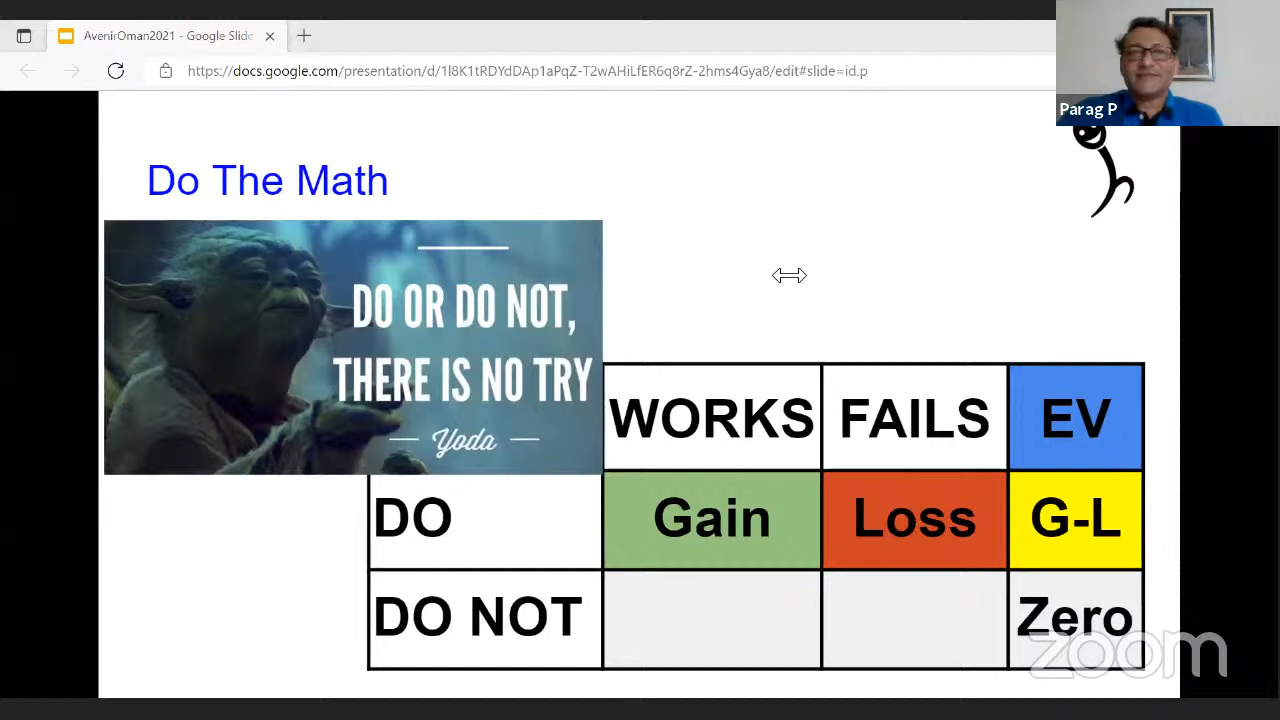 AvenirOman2021 - Google Slide
https://docs.google.com/presentation/d/1l8K1tRDYdDAp1aPqZ-T2wAHiLfER6q8rZ-2hms4Gya8/edit#slide=id.p
Parag P
Do The Math
DO OR DO NOT,
THERE IS NO TRY
Yoda
WORKS FAILS EV
DO Gain Loss G-L
DO NOT Zero
zoom